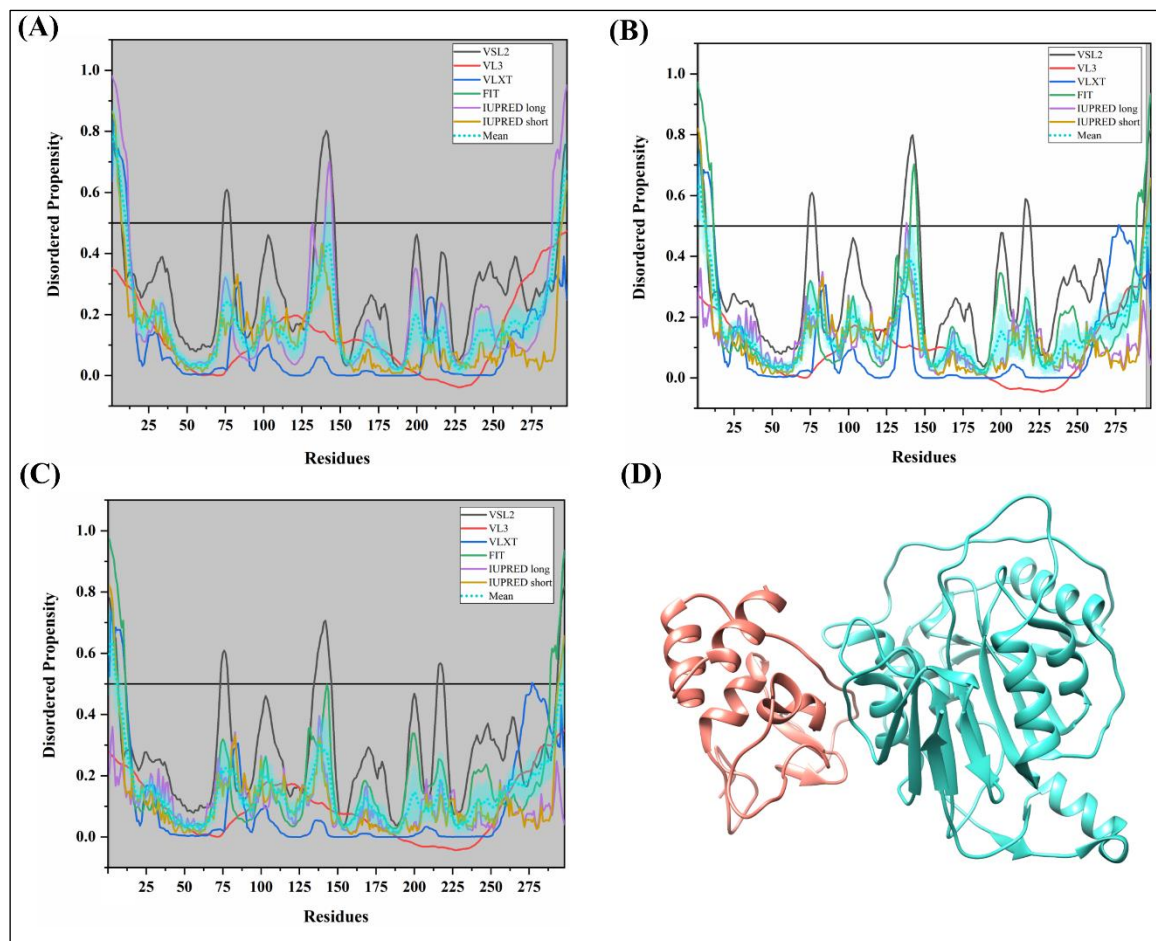 (A)
VSL2
VL3
VLXT
FIT
IUPRED long
IUPRED short
Mean
Disordered Propensity
1.0
0.8
0.6
0.4
0.2
0.0
25 50 75 100 125 150 175 200 225 250 275
Residues
(B)
VSL2
VL3
VLXT
FIT
IUPRED long
IUPRED short
Mean
Disordered Propensity
1.0
0.8
0.6
0.4
0.2
0.0
25 50 75 100 125 150 175 200 225 250 275
Residues
(C)
VSL2
VL3
VLXT
FIT
IUPRED long
IUPRED short
Mean
Disordered Propensity
1.0
0.8
0.6
0.4
0.2
0.0
25 50 75 100 125 150 175 200 225 250 275
Residues
(D)